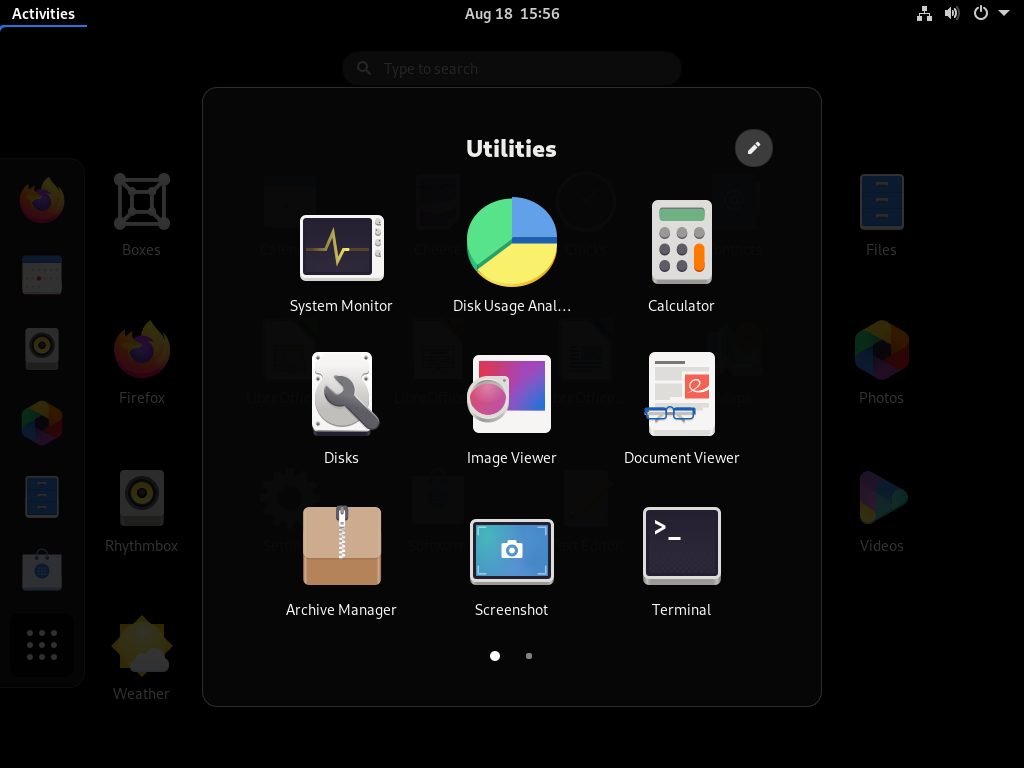 Activities
Aug 18 15:56
Type to search
Utilities
System Monitor
Disk Usage Anal…
Calculator
Boxes
Files
Disks
Image Viewer
Document Viewer
Firefox
Photos
Archive Manager
Screenshot
Terminal
>_
Rhythmbox
Videos
Weather